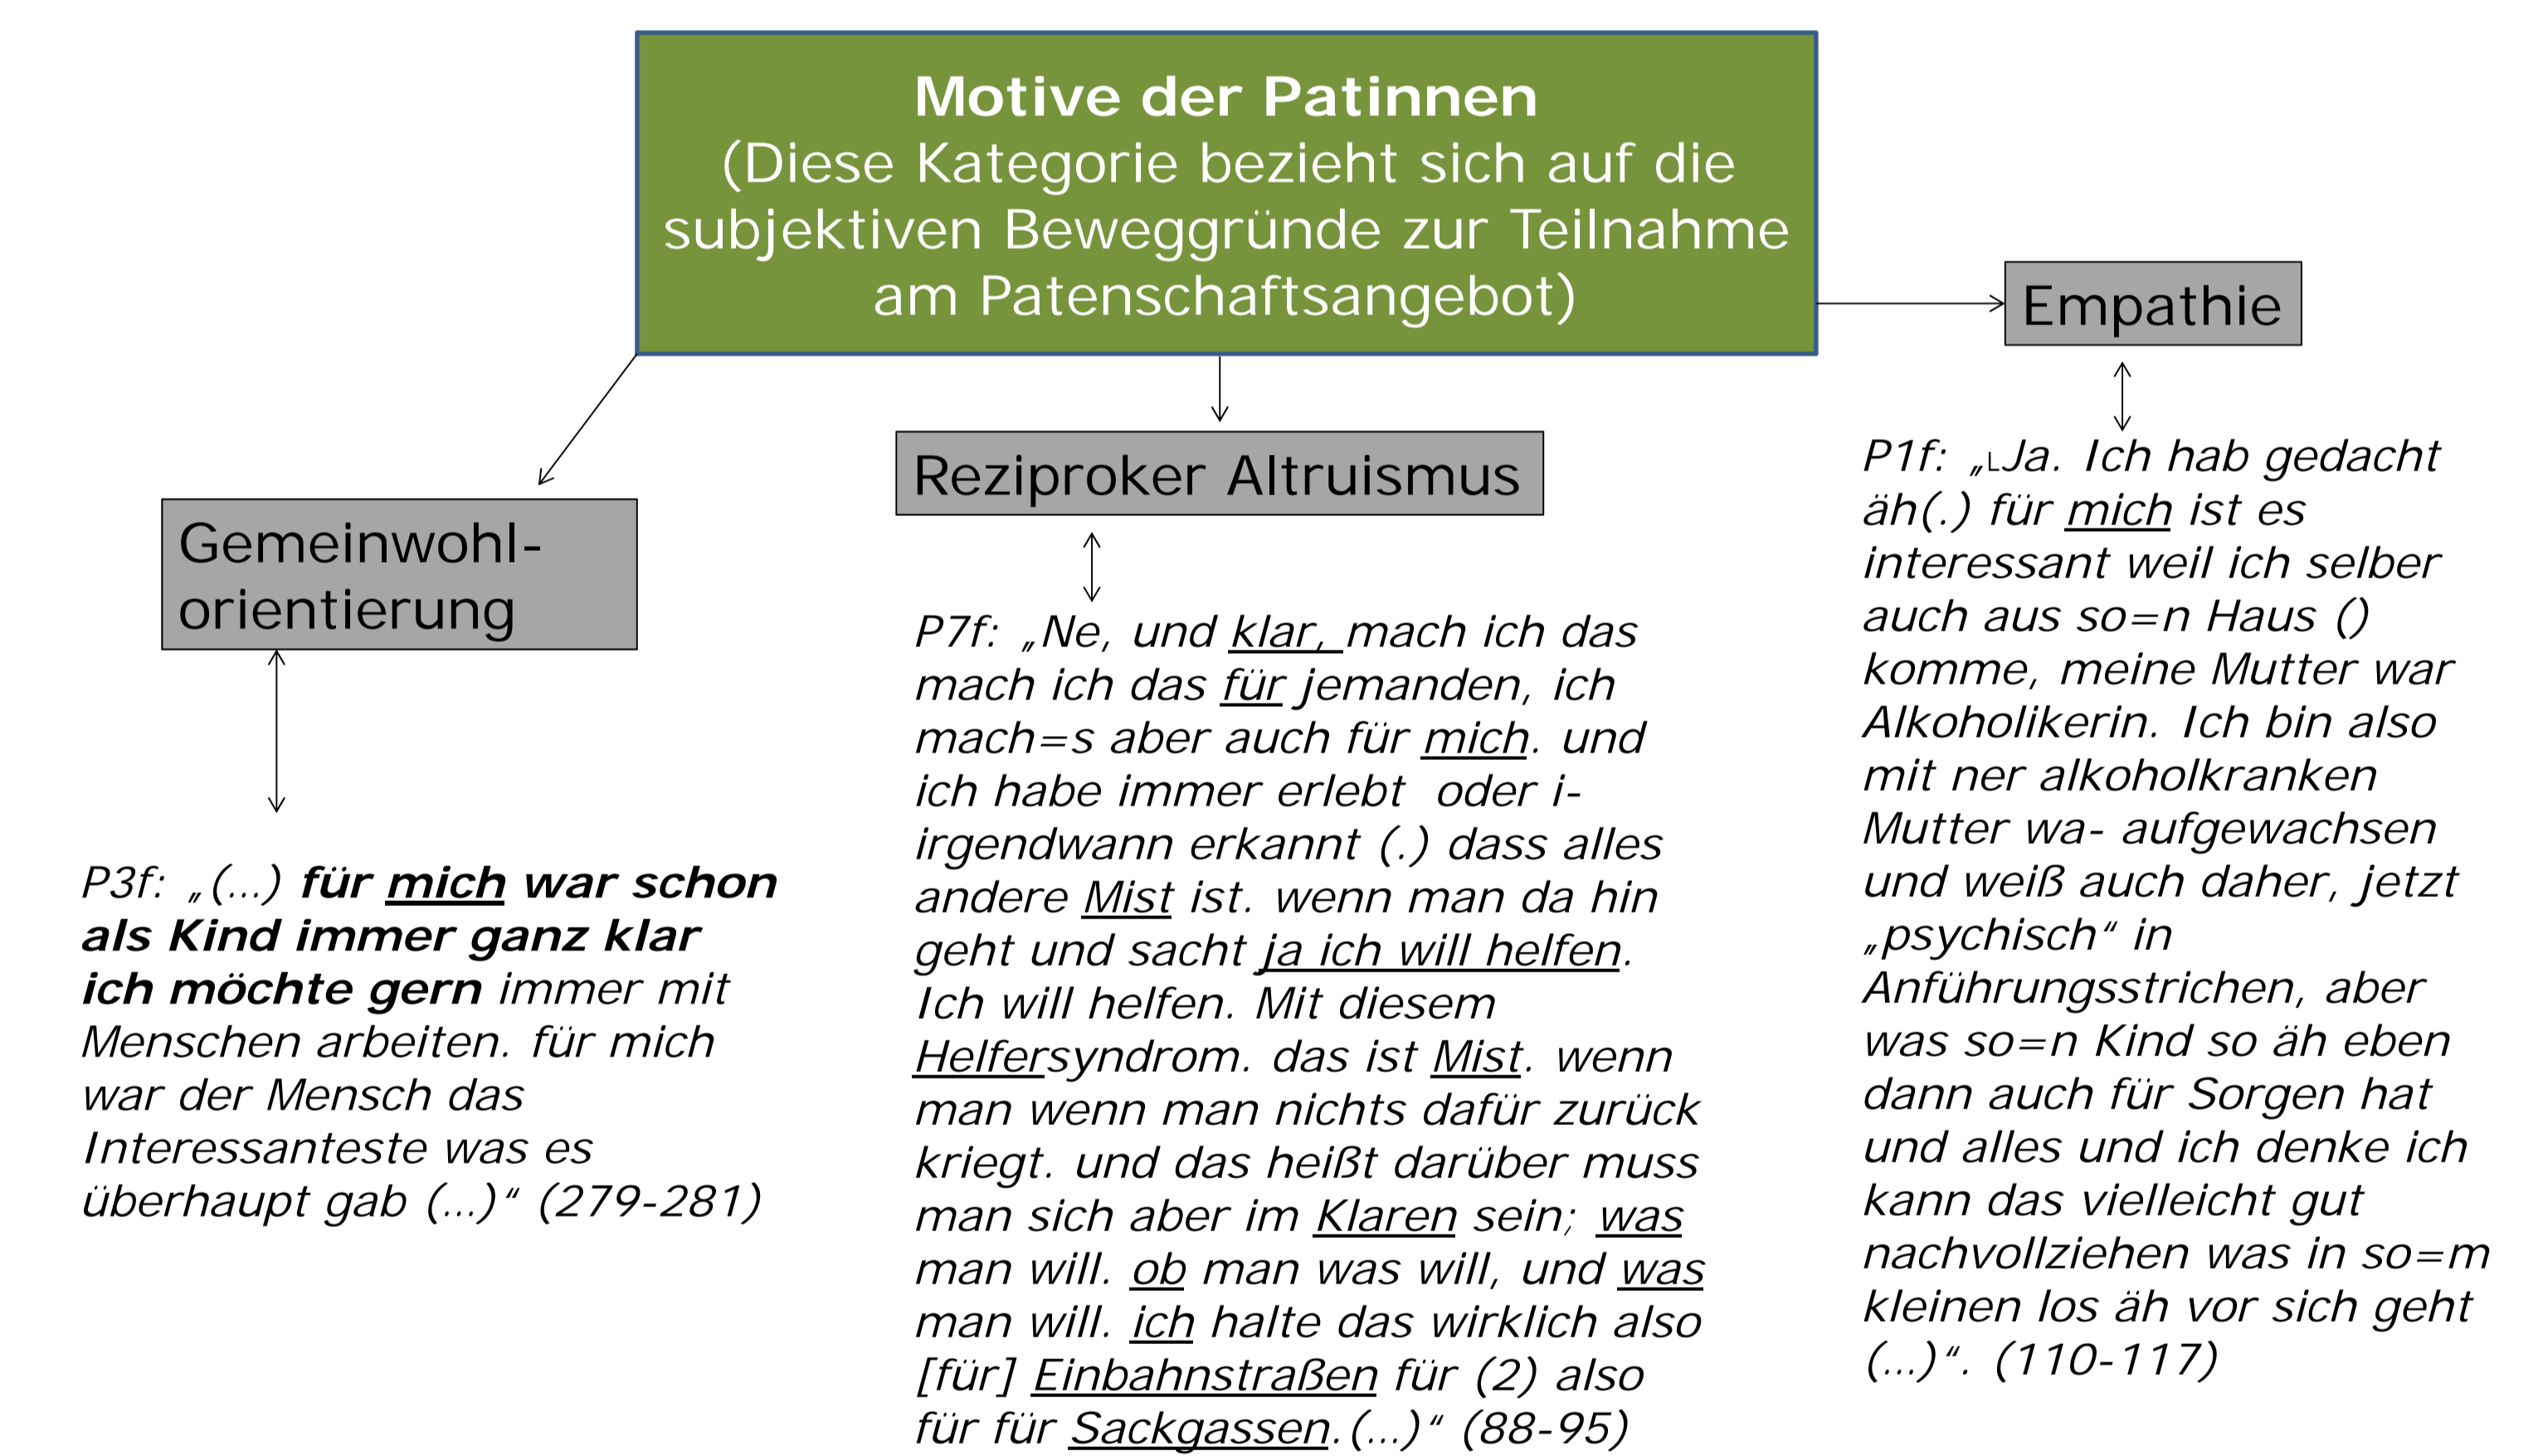 Motive der Patinnen
(Diese Kategorie bezieht sich auf die
subjektiven Beweggründe zur Teilnahme
am Patenschaftsangebot)
Gemeinwohl-
orientierung
P3f: „(...) für mich war schon
als Kind immer ganz klar
ich möchte gern immer mit
Menschen arbeiten. für mich
war der Mensch das
Interessanteste was es
überhaupt gab (...)“ (279-281)
Reziproker Altruismus
P7f: „Ne, und klar, mach ich das
mach ich das für jemanden, ich
mach=s aber auch für mich. und
ich habe immer erlebt  oder i-
irgendwann erkannt (.) dass alles
andere Mist ist. wenn man da hin
geht und sacht ja ich will helfen.
Ich will helfen. Mit diesem
Helfersyndrom. das ist Mist. wenn
man wenn man nichts dafür zurück
kriegt. und das heißt darüber muss
man sich aber im Klaren sein; was
man will. ob man was will, und was
man will. ich halte das wirklich also
[für] Einbahnstraßen für (2) also
für für Sackgassen.(...)“ (88-95)
Empathie
P1f: „└Ja. Ich hab gedacht
äh(.) für mich ist es
interessant weil ich selber
auch aus so=n Haus ()
komme, meine Mutter war
Alkoholikerin. Ich bin also
mit ner alkoholkranken
Mutter wa- aufgewachsen
und weiß auch daher, jetzt
„psychisch“ in
Anführungsstrichen, aber
was so=n Kind so äh eben
dann auch für Sorgen hat
und alles und ich denke ich
kann das vielleicht gut
nachvollziehen was in so=m
kleinen los äh vor sich geht
(...)“. (110-117)